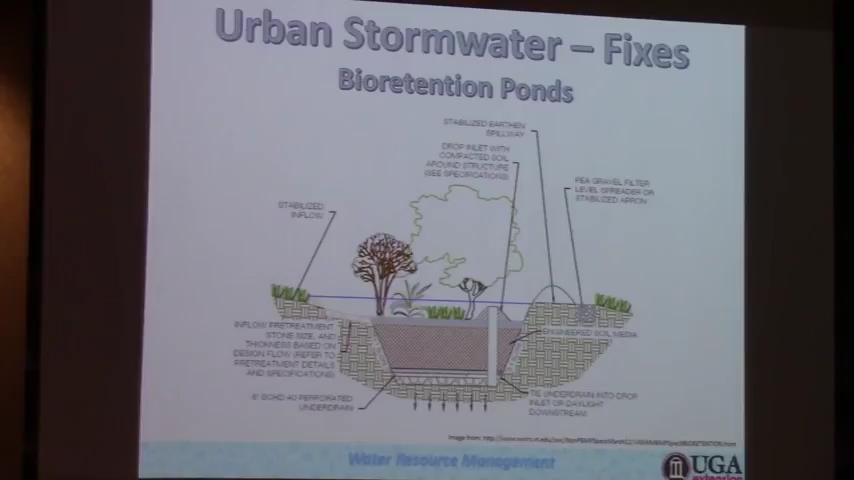 Urban Stormwater – Fixes
Bioretention Ponds
STABILIZED EARTHEN
SPILLWAY
DROP INLET WITH
COMPACTED SOIL
AROUND STRUCTURE
(SEE SPECIFICATIONS)
PEA GRAVEL FILTER
LEVEL SPREADER OR
STABILIZED APRON
STABILIZED
INFLOW
INFLOW PRETREATMENT
STONE SIZE, AND
THICKNESS BASED ON
DESIGN FLOW (REFER TO
PRETREATMENT DETAILS
AND SPECIFICATIONS)
ENGINEERED SOIL MEDIA
6" SCHD 40 PERFORATED
UNDERDRAIN
TIE UNDERDRAIN INTO DROP
INLET OR DAYLIGHT
DOWNSTREAM
Image from:
Water Resource Management
UGA
extension